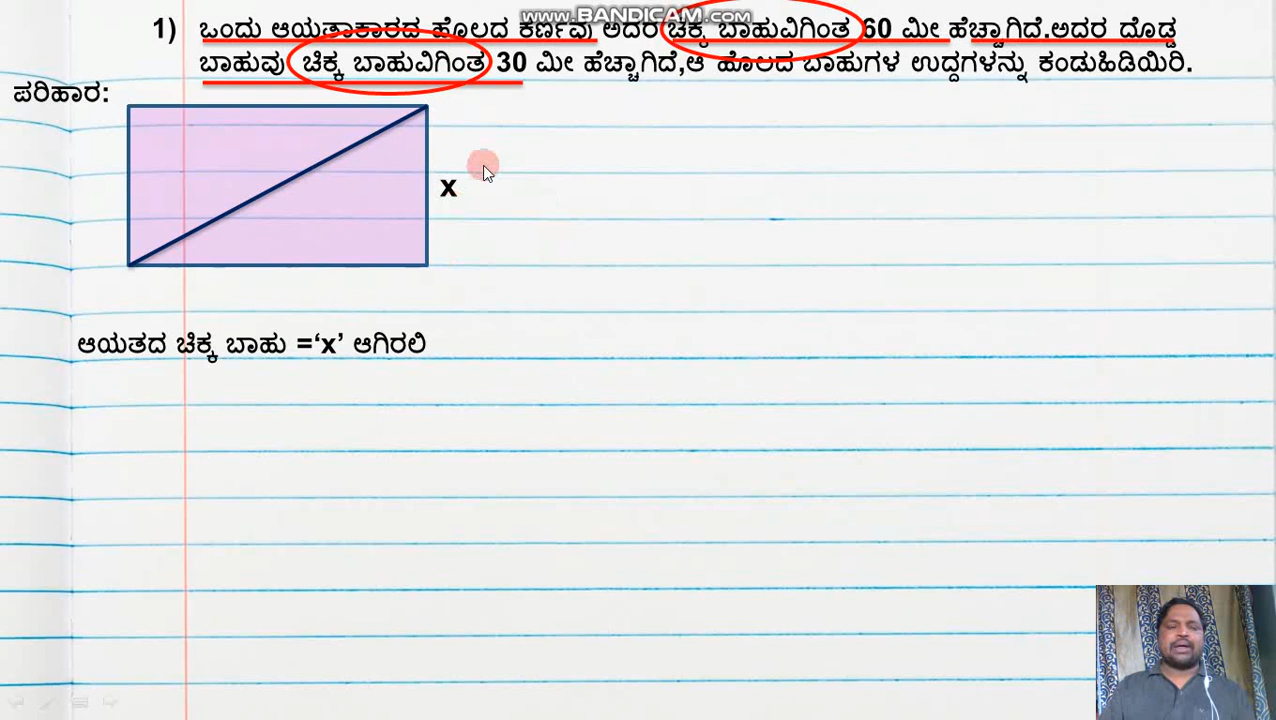 www.BANDICAM.com
1) ಒಂದು ಆಯತಾಕಾರದ ಹೊಲದ ಕರ್ಣವು ಅದರ ಚಿಕ್ಕ ಬಾಹುವಿಗಿಂತ 60 ಮೀ ಹೆಚ್ಚಾಗಿದೆ.ಅದರ ದೊಡ್ಡ
ಬಾಹುವು ಚಿಕ್ಕ ಬಾಹುವಿಗಿಂತ 30 ಮೀ ಹೆಚ್ಚಾಗಿದೆ,ಆ ಹೊಲದ ಬಾಹುಗಳ ಉದ್ದಗಳನ್ನು ಕಂಡುಹಿಡಿಯಿರಿ.
ಪರಿಹಾರ:
x
ಆಯತದ ಚಿಕ್ಕ ಬಾಹು =‘x’ ಆಗಿರಲಿ